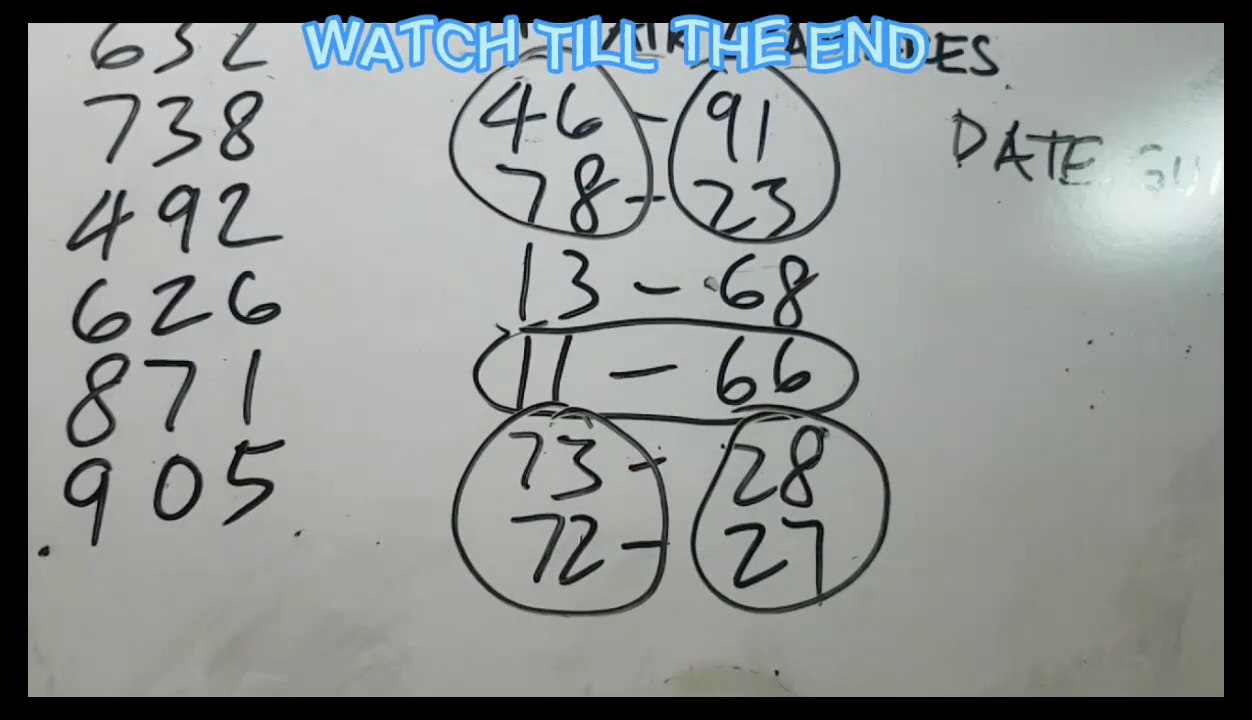 WATCH TILL THE END
632
738
492
626
871
905
46 - 91
78 - 23
13 - 68
11 - 66
73 - 28
72 - 27
DATE